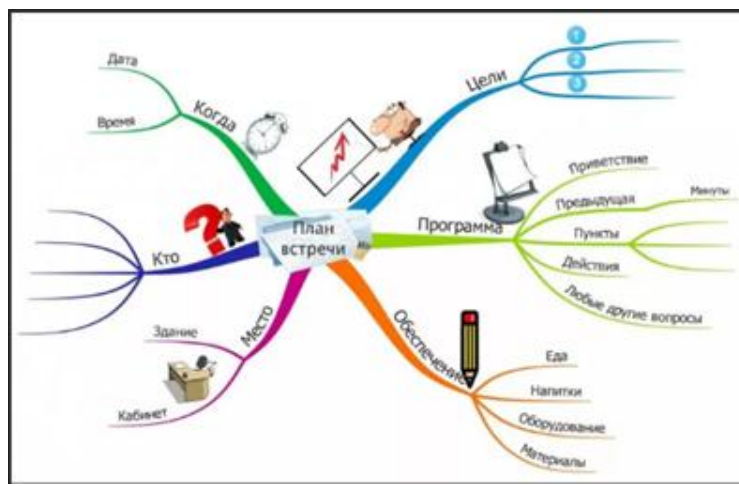 План
встречи
Цели
1
2
3
Программа
Приветствие
Предыдущая
Минуты
Пункты
Действия
Любые другие вопросы
Обеспечение
Еда
Напитки
Оборудование
Материалы
Место
Здание
Кабинет
Кто
Когда
Дата
Время